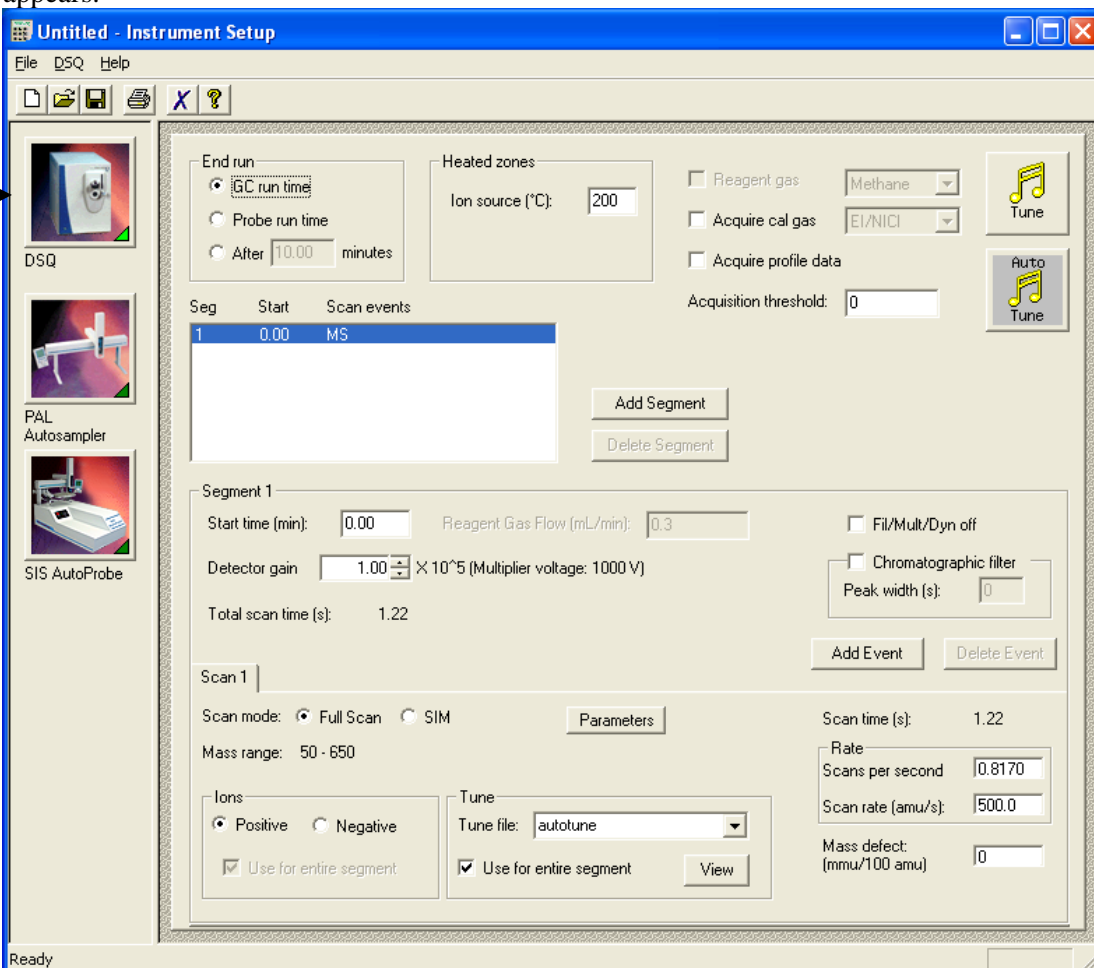 appears.
Untitled - Instrument Setup
File DSQ Help
DSQ
PAL
Autosampler
SIS AutoProbe
End run
GC run time
Probe run time
After 10.00 minutes
Heated zones
Ion source (°C): 200
Reagent gas Methane
Acquire cal gas EI/NICI
Acquire profile data
Acquisition threshold: 0
Tune
Auto
Tune
Seg Start Scan events
1 0.00 MS
Add Segment
Delete Segment
Segment 1
Start time (min): 0.00 Reagent Gas Flow (mL/min): 0.3
Fil/Mult/Dyn off
Detector gain 1.00 X 10^5 (Multiplier voltage: 1000 V)
Chromatographic filter
Peak width (s): 0
Total scan time (s): 1.22
Add Event Delete Event
Scan 1
Scan mode: Full Scan SIM Parameters
Mass range: 50 - 650
Ions
Positive Negative
Use for entire segment
Tune
Tune file: autotune
Use for entire segment View
Scan time (s): 1.22
Rate
Scans per second 0.8170
Scan rate (amu/s): 500.0
Mass defect: 0
(mmu/100 amu)
Ready